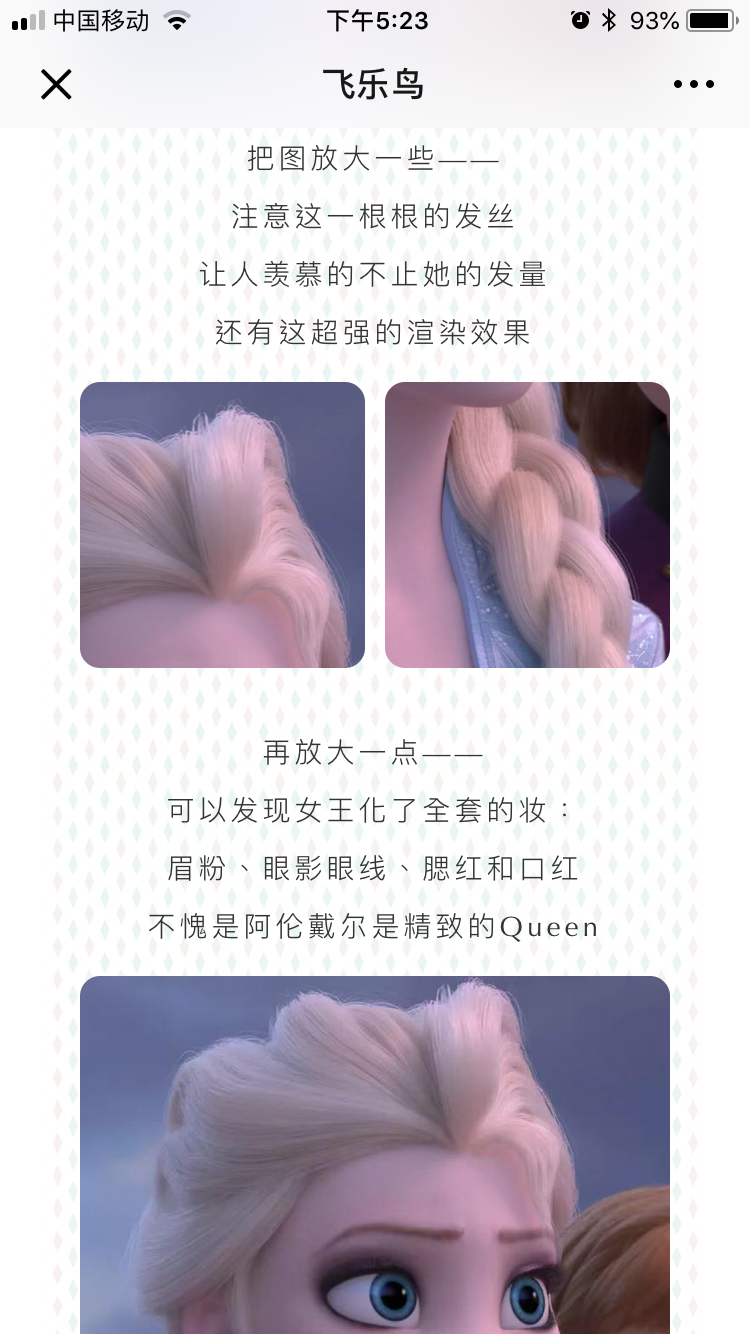 中国移动
下午5:23
93%
飞乐鸟
把图放大一些——
注意这一根根的发丝
让人羡慕的不止她的发量
还有这超强的渲染效果
再放大一点——
可以发现女王化了全套的妆：
眉粉、眼影眼线、腮红和口红
不愧是阿伦戴尔是精致的Queen